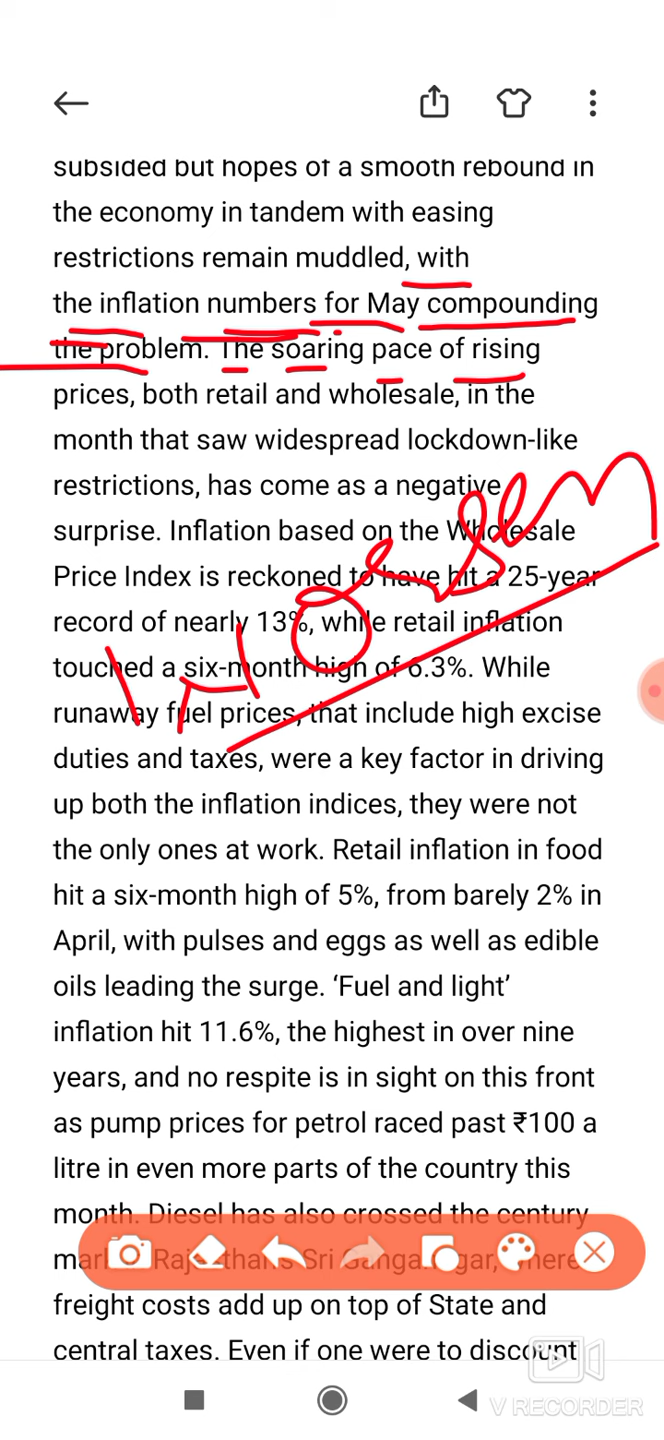 subsided but hopes of a smooth rebound in
the economy in tandem with easing
restrictions remain muddled, with
the inflation numbers for May compounding
the problem. The soaring pace of rising
prices, both retail and wholesale, in the
month that saw widespread lockdown-like
restrictions, has come as a negative
surprise. Inflation based on the Wholesale
Price Index is reckoned to have hit a 25-year
record of nearly 13%, while retail inflation
touched a six-month high of 6.3%. While
runaway fuel prices, that include high excise
duties and taxes, were a key factor in driving
up both the inflation indices, they were not
the only ones at work. Retail inflation in food
hit a six-month high of 5%, from barely 2% in
April, with pulses and eggs as well as edible
oils leading the surge. ‘Fuel and light’
inflation hit 11.6%, the highest in over nine
years, and no respite is in sight on this front
as pump prices for petrol raced past ₹100 a
litre in even more parts of the country this
month. Diesel has also crossed the century
freight costs add up on top of State and
central taxes. Even if one were to discount
V RECORDER